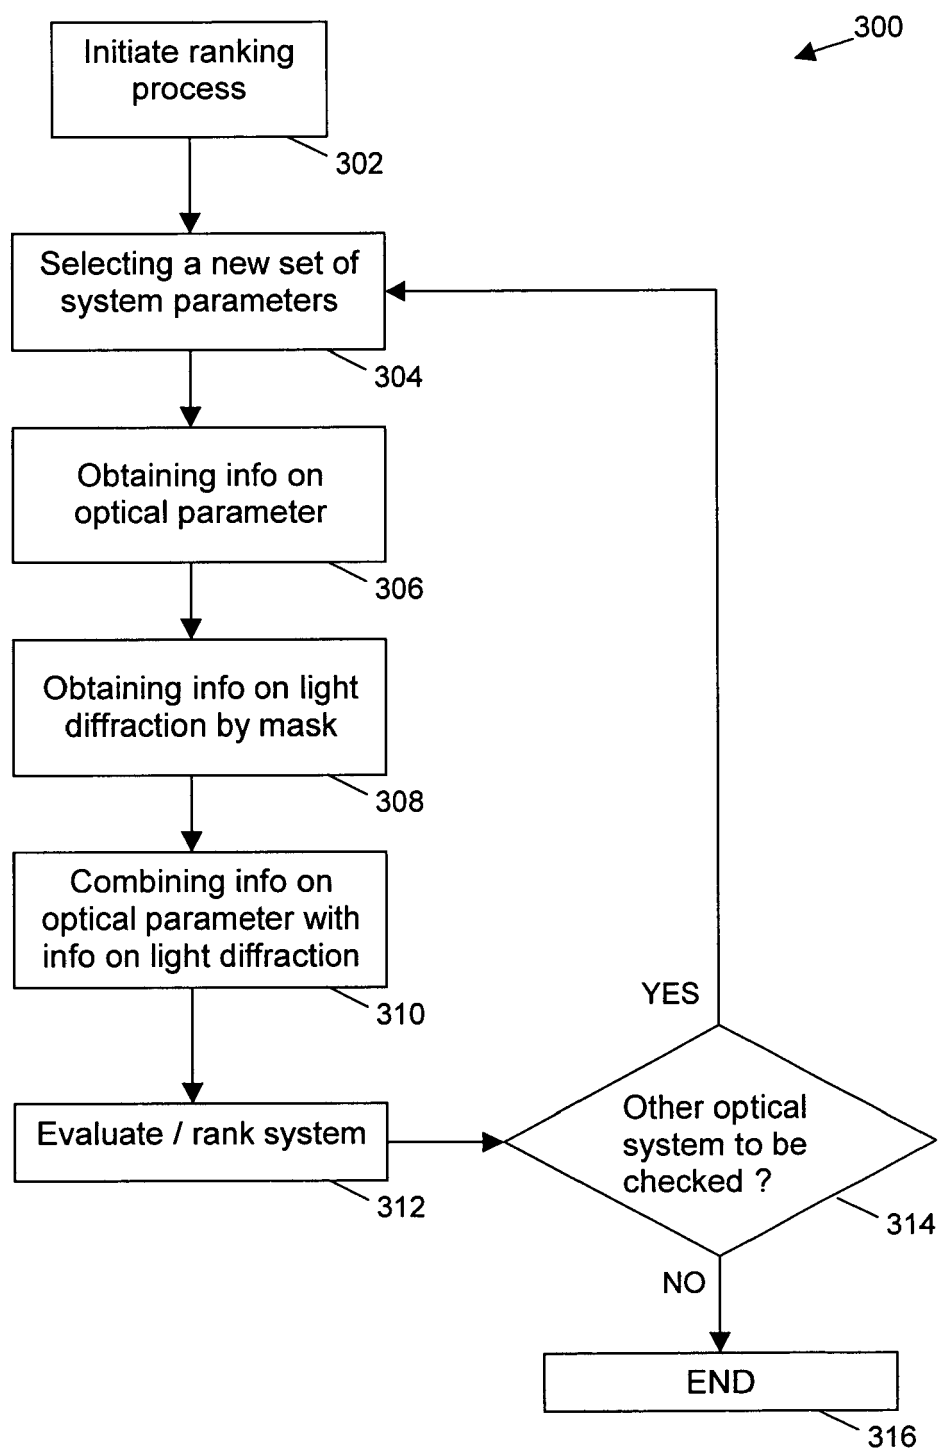 300
Initiate ranking
process
302
Selecting a new set of
system parameters
304
Obtaining info on
optical parameter
306
Obtaining info on light
diffraction by mask
308
Combining info on
optical parameter with
info on light diffraction
310
Evaluate / rank system
312
YES
Other optical
system to be
checked ?
314
NO
END
316